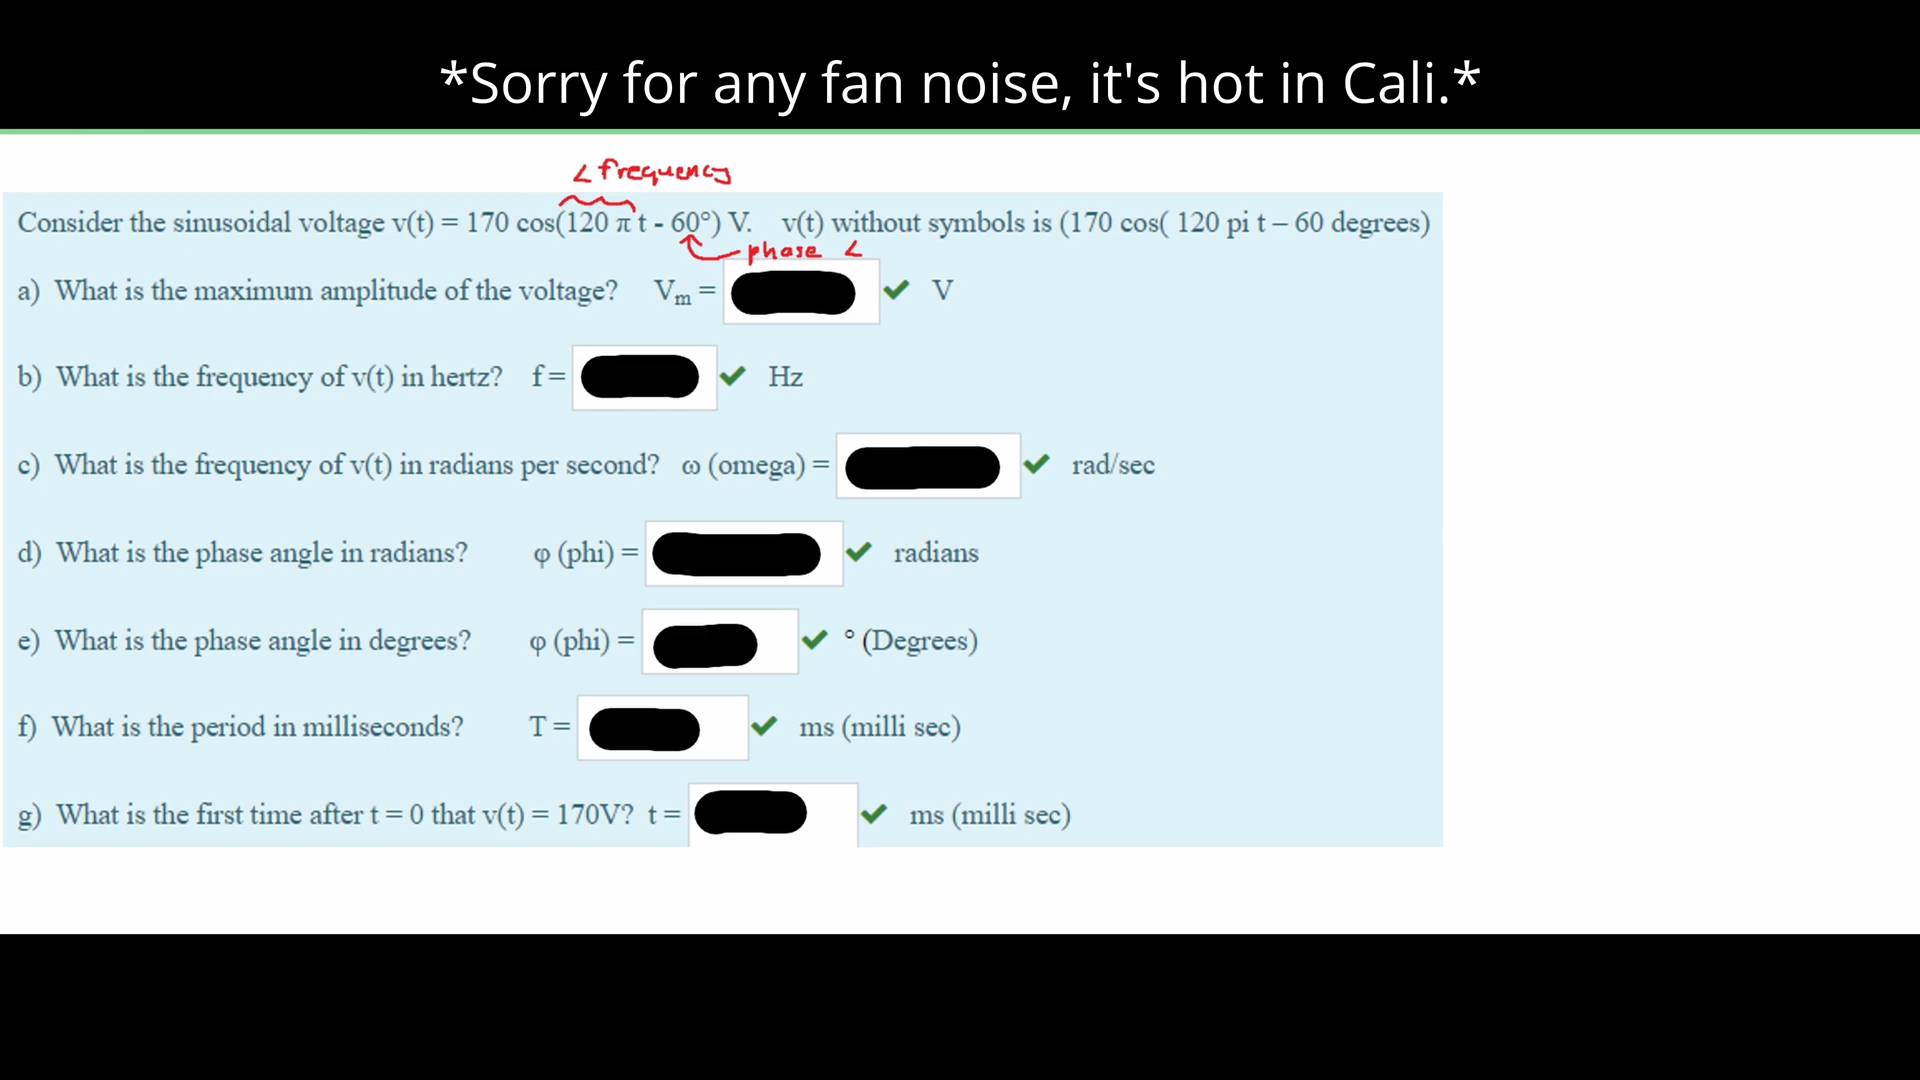 *Sorry for any fan noise, it's hot in Cali.*
∠ frequency
Consider the sinusoidal voltage v(t) = 170 cos(120 π t - 60°) V. v(t) without symbols is (170 cos( 120 pi t – 60 degrees)
phase ∠
a) What is the maximum amplitude of the voltage? Vm = V
b) What is the frequency of v(t) in hertz? f = Hz
c) What is the frequency of v(t) in radians per second? ω (omega) = rad/sec
d) What is the phase angle in radians? φ (phi) = radians
e) What is the phase angle in degrees? φ (phi) = ° (Degrees)
f) What is the period in milliseconds? T = ms (milli sec)
g) What is the first time after t = 0 that v(t) = 170V? t = ms (milli sec)